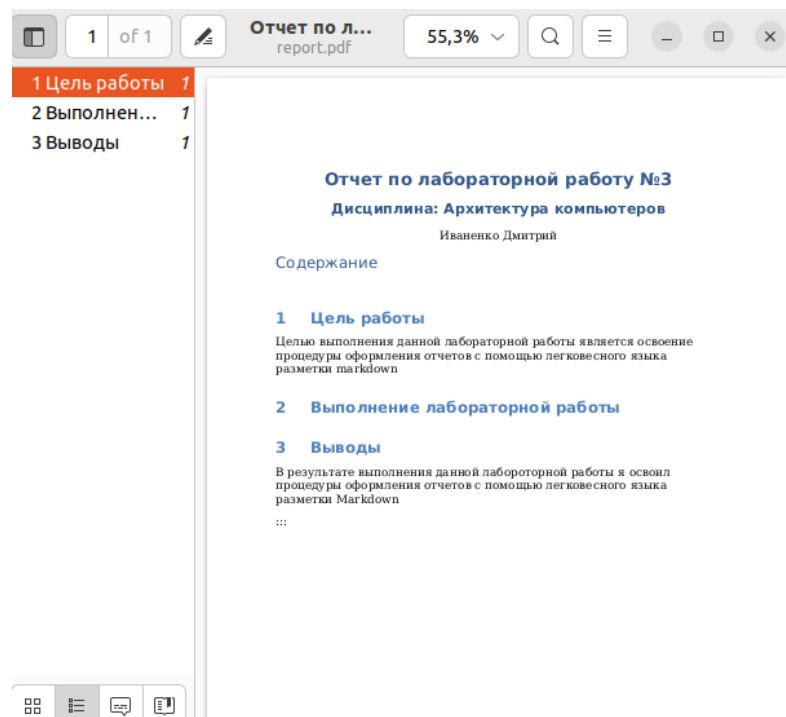 1 of 1
Отчет по л...
report.pdf
55,3%
1 Цель работы 1
2 Выполнен... 1
3 Выводы 1
Отчет по лабораторной работу №3
Дисциплина: Архитектура компьютеров
Иваненко Дмитрий
Содержание
1 Цель работы
Целью выполнения данной лабораторной работы является освоение
процедуры оформления отчетов с помощью легковесного языка
разметки markdown
2 Выполнение лабораторной работы
3 Выводы
В результате выполнения данной лабороторной работы я освоил
процедуры оформления отчетов с помощью легковесного языка
разметки Markdown
:::